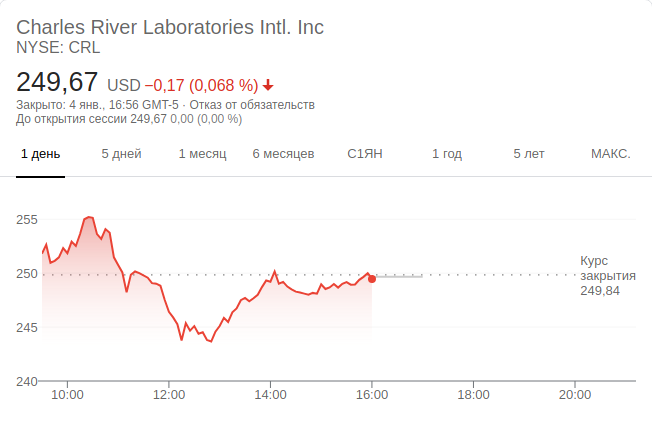 Charles River Laboratories Intl. Inc
NYSE: CRL
249,67 USD −0,17 (0,068 %)
Закрыто: 4 янв., 16:56 GMT-5 · Отказ от обязательств
До открытия сессии 249,67 0,00 (0,00 %)
1 день 5 дней 1 месяц 6 месяцев С1ЯН 1 год 5 лет МАКС.
255
250
245
240
Курс
закрытия
249,84
10:00 12:00 14:00 16:00 18:00 20:00